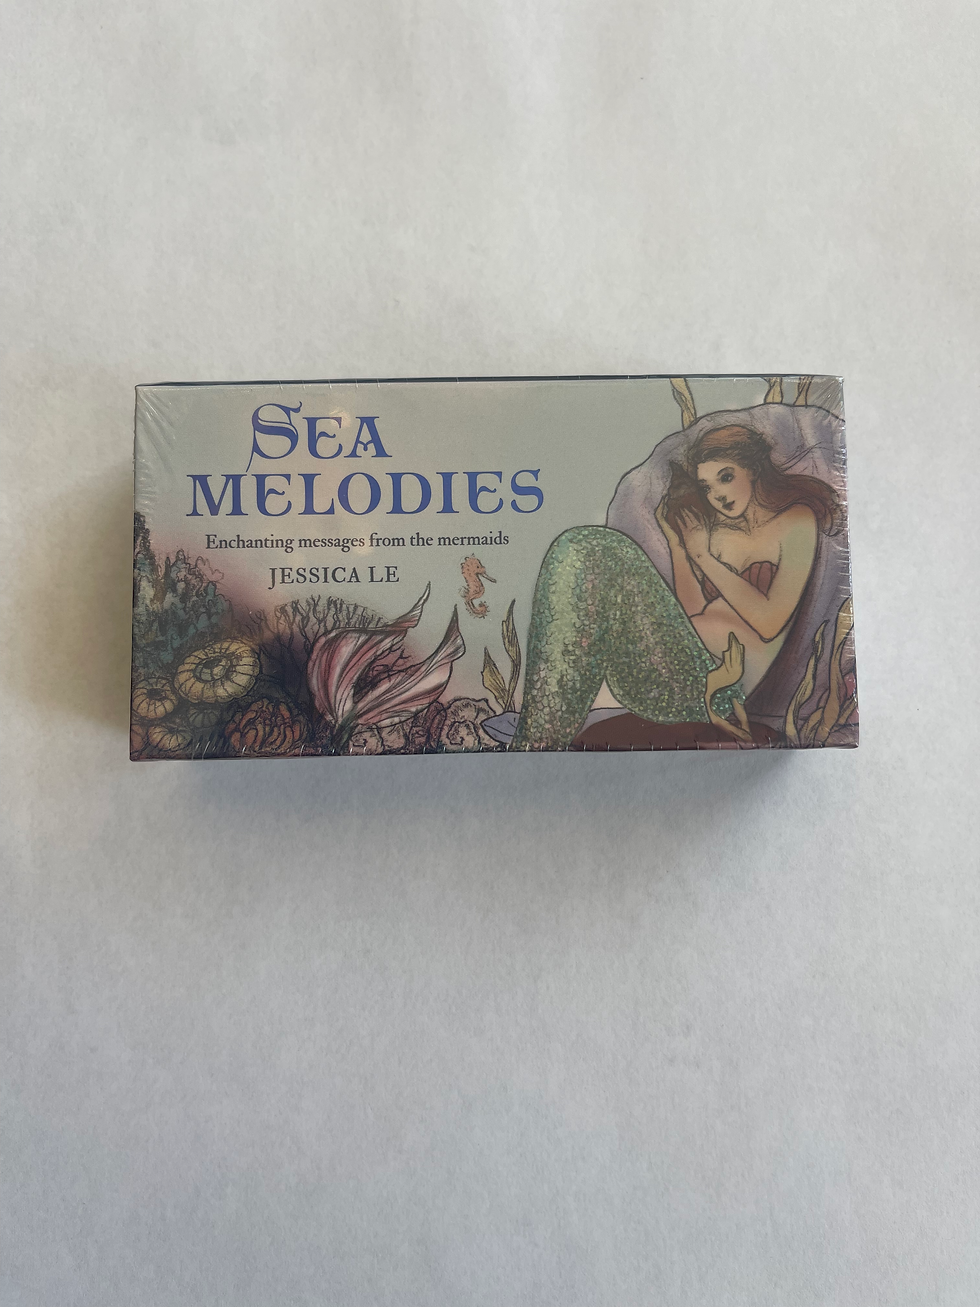 SEA
MELODIES
Enchanting messages from the mermaids
JESSICA LE